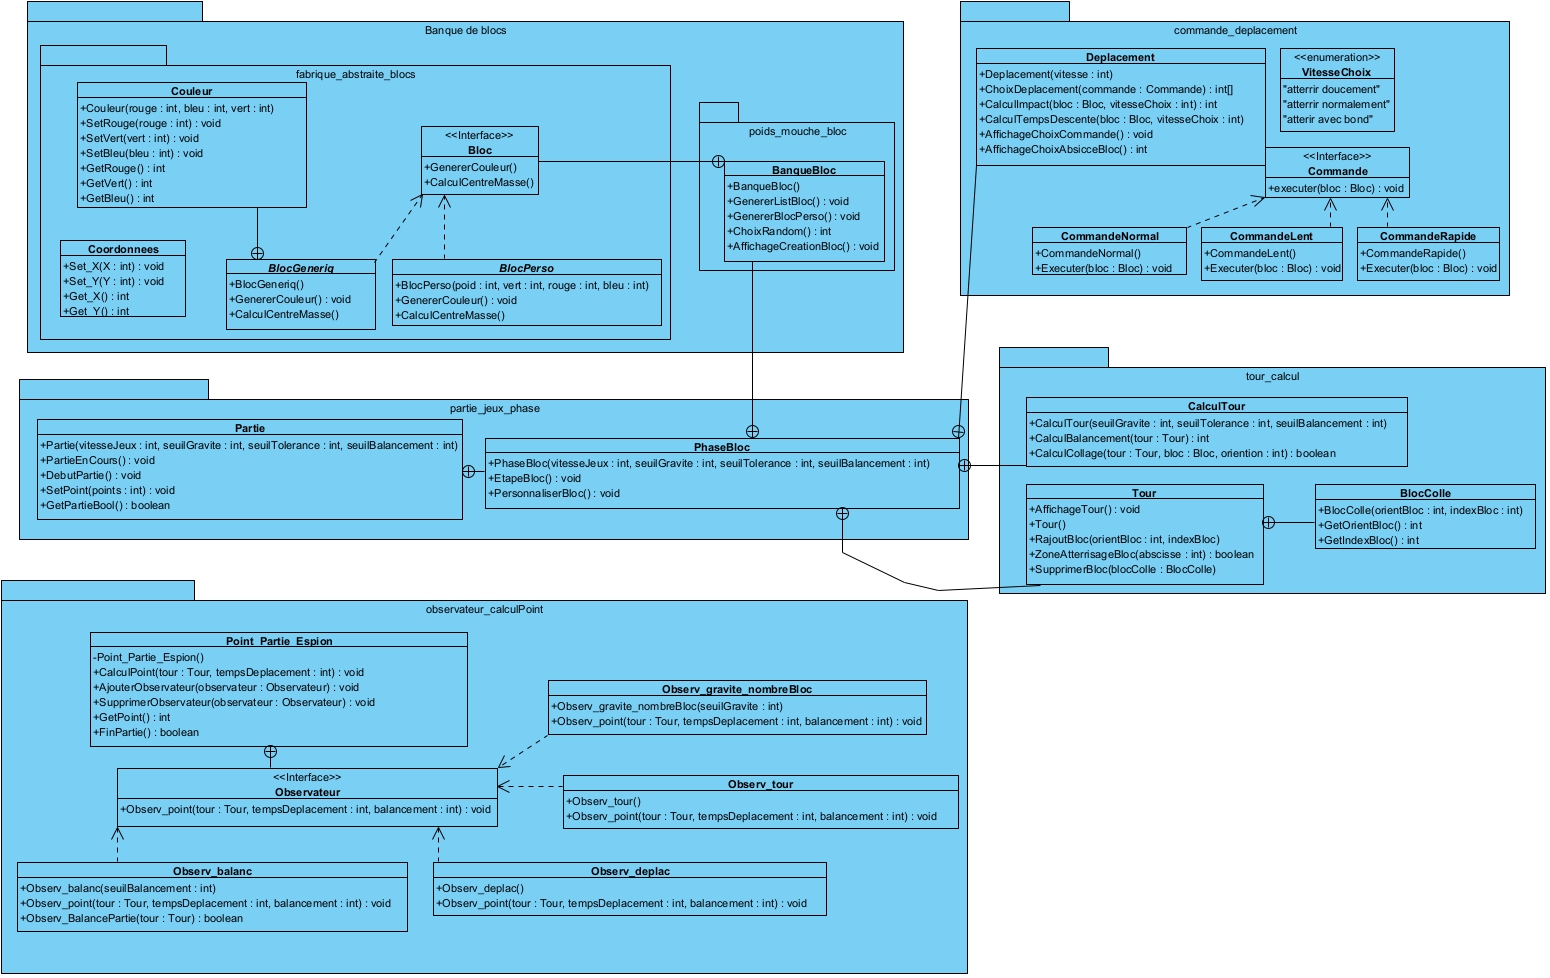 Banque de blocs
fabrique_abstraite_blocs
Couleur
+Couleur(rouge : int, bleu : int, vert : int)
+SetRouge(rouge : int) : void
+SetVert(vert : int) : void
+SetBleu(bleu : int) : void
+GetRouge() : int
+GetVert() : int
+GetBleu() : int
Coordonnees
+Set_X(X : int) : void
+Set_Y(Y : int) : void
+Get_X() : int
+Get_Y() : int
<<Interface>>
Bloc
+GenererCouleur()
+CalculCentreMasse()
BlocGeneriq
+BlocGeneriq()
+GenererCouleur() : void
+CalculCentreMasse()
BlocPerso
+BlocPerso(poid : int, vert : int, rouge : int, bleu : int)
+GenererCouleur() : void
+CalculCentreMasse()
poids_mouche_bloc
BanqueBloc
+BanqueBloc()
+GenererListBloc() : void
+GenererBlocPerso() : void
+ChoixRandom() : int
+AffichageCreationBloc() : void
commande_deplacement
Deplacement
+Deplacement(vitesse : int)
+ChoixDeplacement(commande : Commande) : int[]
+CalculImpact(bloc : Bloc, vitesseChoix : int) : int
+CalculTempsDescente(bloc : Bloc, vitesseChoix : int)
+AffichageChoixCommande() : void
+AffichageChoixAbsicceBloc() : int
<<enumeration>>
VitesseChoix
"atterrir doucement"
"atterrir normalement"
"atterir avec bond"
<<Interface>>
Commande
+executer(bloc : Bloc) : void
CommandeNormal
+CommandeNormal()
+Executer(bloc : Bloc) : void
CommandeLent
+CommandeLent()
+Executer(bloc : Bloc) : void
CommandeRapide
+CommandeRapide()
+Executer(bloc : Bloc) : void
partie_jeux_phase
Partie
+Partie(vitesseJeux : int, seuilGravite : int, seuilTolerance : int, seuilBalancement : int)
+PartieEnCours() : void
+DebutPartie() : void
+SetPoint(points : int) : void
+GetPartieBool() : boolean
PhaseBloc
+PhaseBloc(vitesseJeux : int, seuilGravite : int, seuilTolerance : int, seuilBalancement : int)
+EtapeBloc() : void
+PersonnaliserBloc() : void
tour_calcul
CalculTour
+CalculTour(seuilGravite : int, seuilTolerance : int, seuilBalancement : int)
+CalculBalancement(tour : Tour) : int
+CalculCollage(tour : Tour, bloc : Bloc, oriention : int) : boolean
Tour
+AffichageTour() : void
+Tour()
+RajoutBloc(orientBloc : int, indexBloc)
+ZoneAtterrisageBloc(abscisse : int) : boolean
+SupprimerBloc(blocColle : BlocColle)
BlocColle
+BlocColle(orientBloc : int, indexBloc : int)
+GetOrientBloc() : int
+GetIndexBloc() : int
observateur_calculPoint
Point_Partie_Espion
-Point_Partie_Espion()
+CalculPoint(tour : Tour, tempsDeplacement : int) : void
+AjouterObservateur(observateur : Observateur) : void
+SupprimerObservateur(observateur : Observateur) : void
+GetPoint() : int
+FinPartie() : boolean
<<Interface>>
Observateur
+Observ_point(tour : Tour, tempsDeplacement : int, balancement : int) : void
Observ_gravite_nombreBloc
+Observ_gravite_nombreBloc(seuilGravite : int)
+Observ_point(tour : Tour, tempsDeplacement : int, balancement : int) : void
Observ_tour
+Observ_tour()
+Observ_point(tour : Tour, tempsDeplacement : int, balancement : int) : void
Observ_balanc
+Observ_balanc(seuilBalancement : int)
+Observ_point(tour : Tour, tempsDeplacement : int, balancement : int) : void
+Observ_BalancePartie(tour : Tour) : boolean
Observ_deplac
+Observ_deplac()
+Observ_point(tour : Tour, tempsDeplacement : int, balancement : int) : void